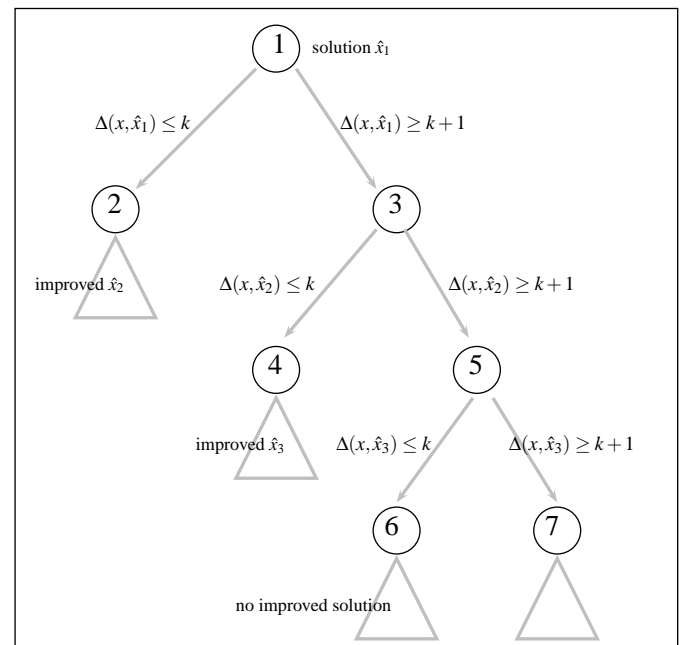 1 solution x̂₁
Δ(x, x̂₁) ≤ k Δ(x, x̂₁) ≥ k + 1
2 3
improved x̂₂ Δ(x, x̂₂) ≤ k Δ(x, x̂₂) ≥ k + 1
4 5
improved x̂₃ Δ(x, x̂₃) ≤ k Δ(x, x̂₃) ≥ k + 1
6 7
no improved solution